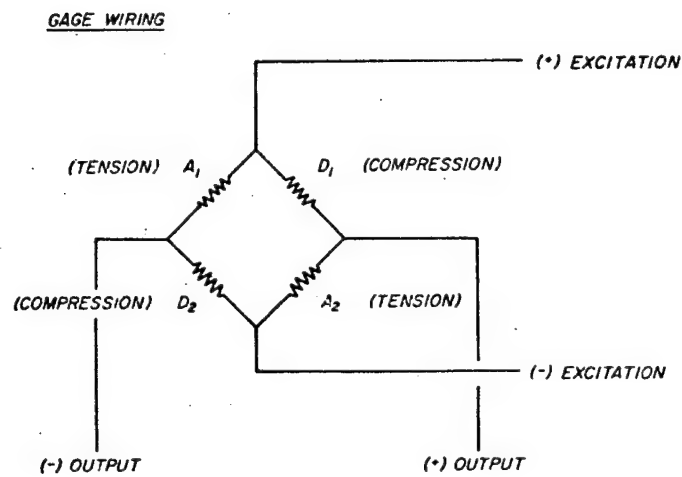 GAGE WIRING
(+) EXCITATION
(TENSION) A1 D1 (COMPRESSION)
(COMPRESSION) D2 A2 (TENSION)
(-) EXCITATION
(-) OUTPUT (+) OUTPUT